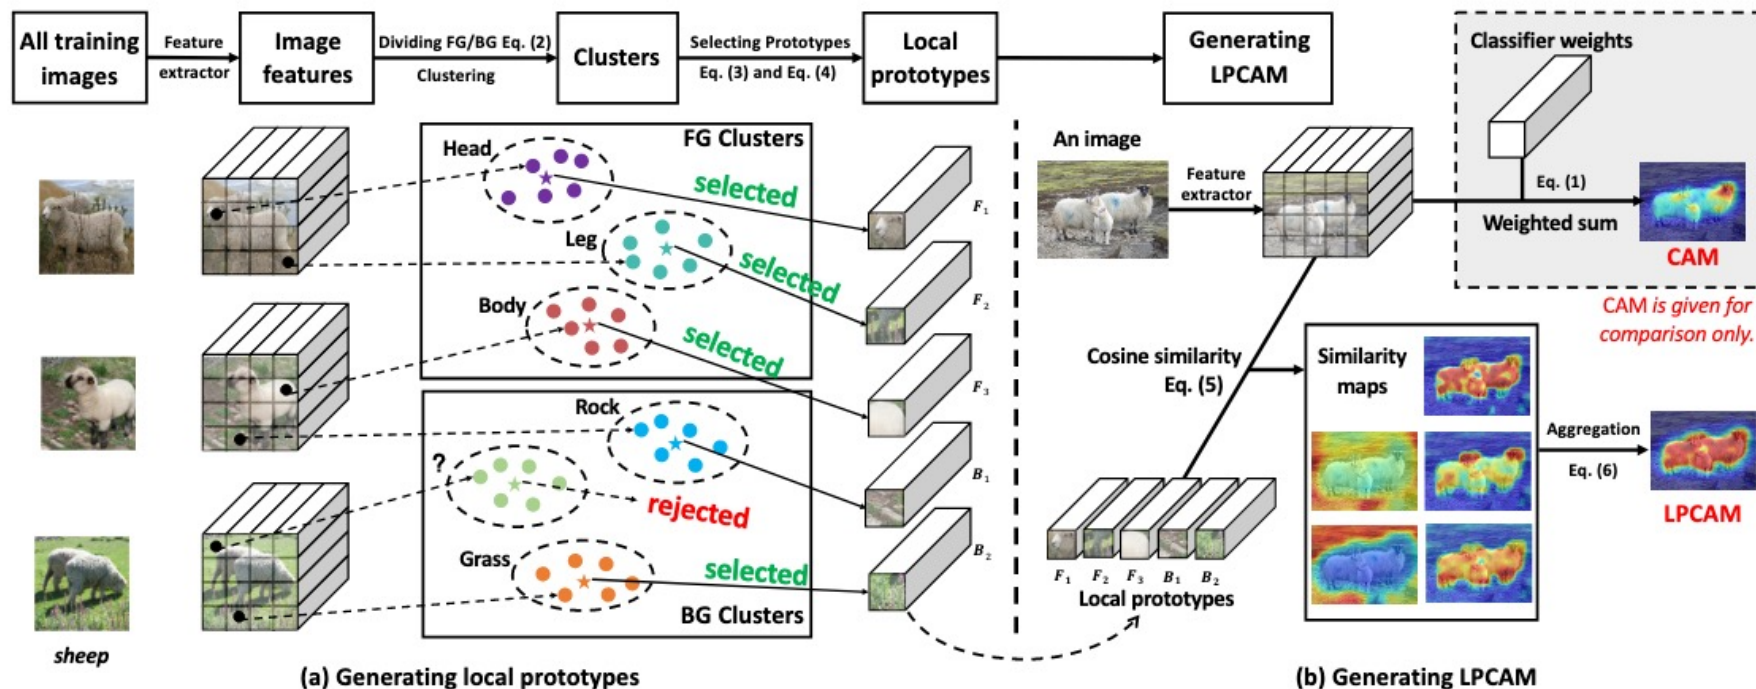 All training
images
Feature
extractor
Image
features
Dividing FG/BG Eq. (2)
Clustering
Clusters
Selecting Prototypes
Eq. (3) and Eq. (4)
Local
prototypes
Generating
LPCAM
Classifier weights
Eq. (1)
Weighted sum
CAM
CAM is given for
comparison only.
FG Clusters
Head
selected
F₁
Leg
selected
F₂
Body
selected
F₃
Rock
selected
B₁
?
rejected
Grass
selected
B₂
BG Clusters
sheep
(a) Generating local prototypes
An image
Feature
extractor
Cosine similarity
Eq. (5)
Similarity
maps
Aggregation
Eq. (6)
LPCAM
F₁ F₂ F₃ B₁ B₂
Local prototypes
(b) Generating LPCAM